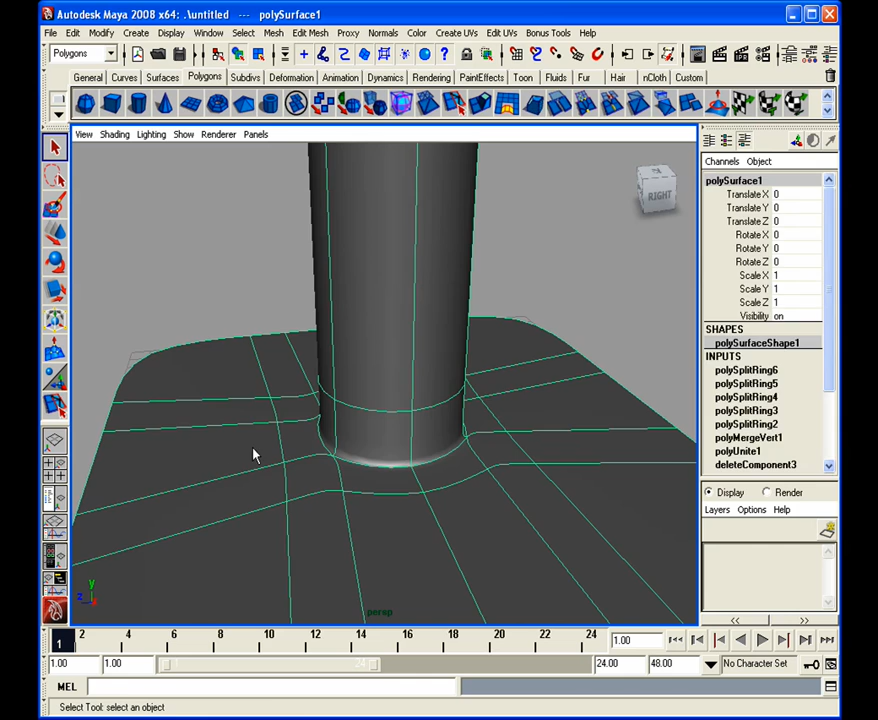 Autodesk Maya 2008 x64: .\untitled --- polySurface1
File Edit Modify Create Display Window Select Mesh Edit Mesh Proxy Normals Color Create UVs Edit UVs Bonus Tools Help
Polygons
General Curves Surfaces Polygons Subdivs Deformation Animation Dynamics Rendering PaintEffects Toon Fluids Fur Hair nCloth Custom
View Shading Lighting Show Renderer Panels
Channels Object
polySurface1
Translate X 0
Translate Y 0
Translate Z 0
Rotate X 0
Rotate Y 0
Rotate Z 0
Scale X 1
Scale Y 1
Scale Z 1
Visibility on
SHAPES
polySurfaceShape1
INPUTS
polySplitRing6
polySplitRing5
polySplitRing4
polySplitRing3
polySplitRing2
polyMergeVert1
polyUnite1
deleteComponent3
RIGHT
Display Render
Layers Options Help
y
z
x
persp
<< >>
1 2 4 6 8 10 12 14 16 18 20 22 24 1.00
1.00 1.00 1 24 24.00 48.00 No Character Set
MEL
Select Tool: select an object